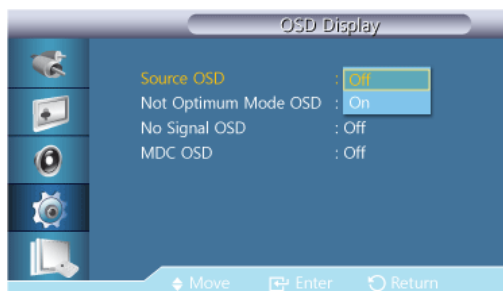 OSD Display
Source OSD : Off
Not Optimum Mode OSD : On
No Signal OSD : Off
MDC OSD : Off
Move Enter Return